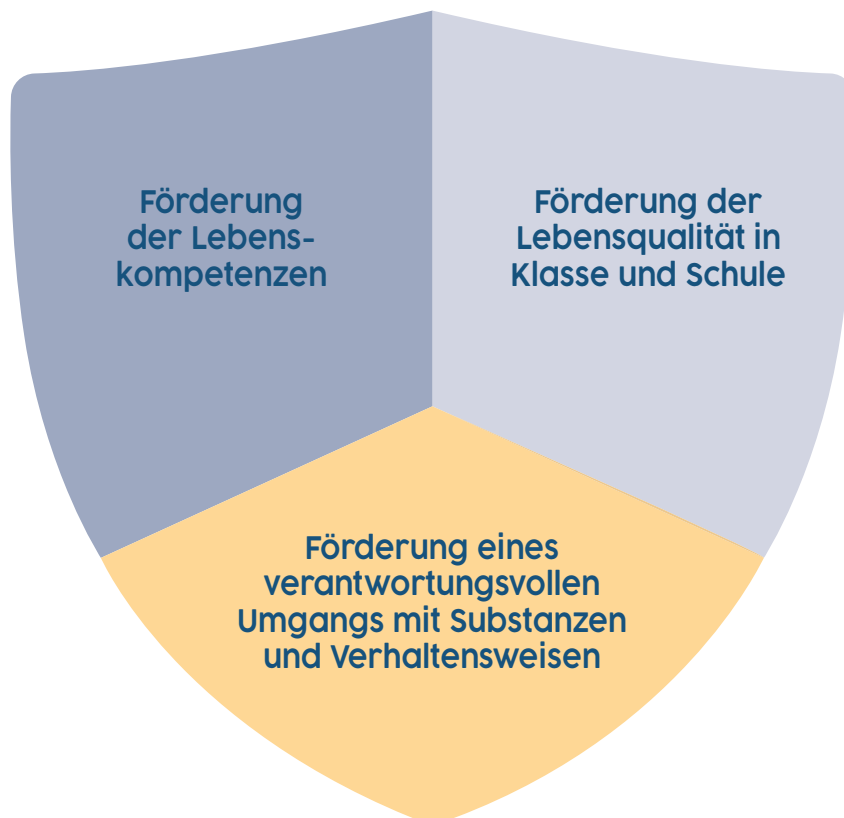 Förderung
der Lebens-
kompetenzen
Förderung der
Lebensqualität in
Klasse und Schule
Förderung eines
verantwortungsvollen
Umgangs mit Substanzen
und Verhaltensweisen